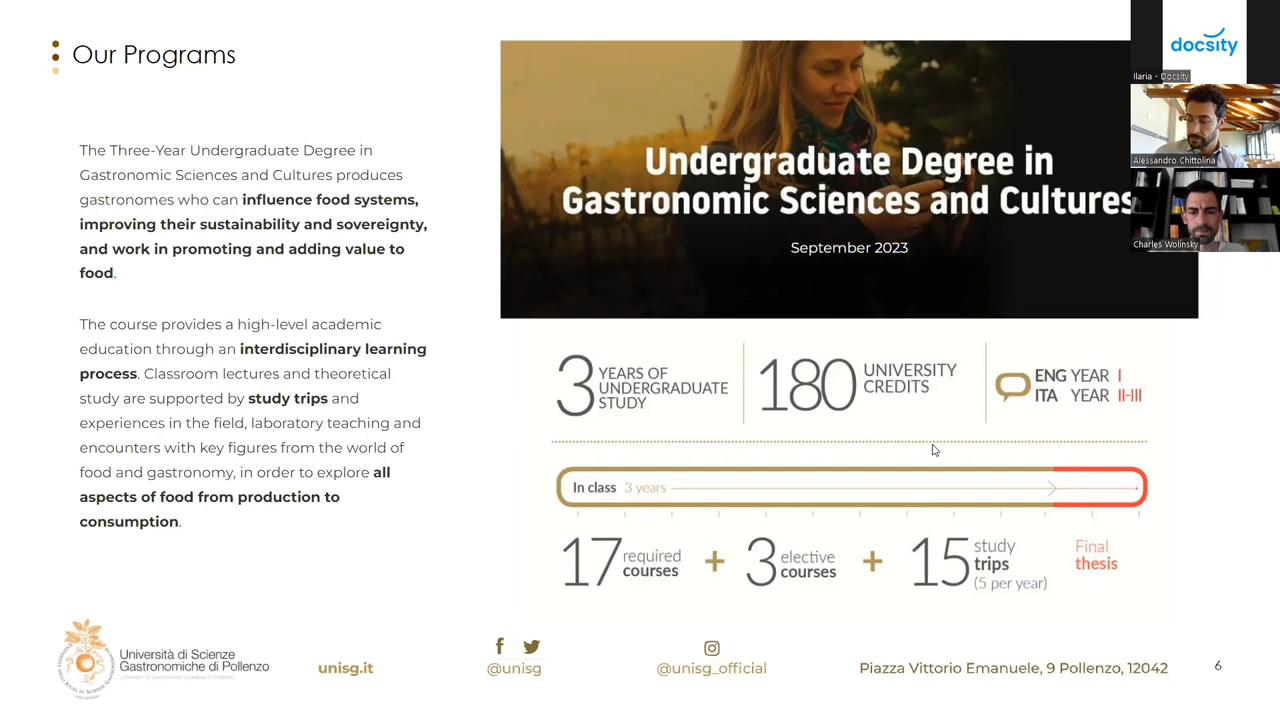 Our Programs
The Three-Year Undergraduate Degree in
Gastronomic Sciences and Cultures produces
gastronomes who can influence food systems,
improving their sustainability and sovereignty,
and work in promoting and adding value to
food.
The course provides a high-level academic
education through an interdisciplinary learning
process. Classroom lectures and theoretical
study are supported by study trips and
experiences in the field, laboratory teaching and
encounters with key figures from the world of
food and gastronomy, in order to explore all
aspects of food from production to
consumption.
Undergraduate Degree in
Gastronomic Sciences and Cultures
September 2023
3 YEARS OF
UNDERGRADUATE
STUDY
180 UNIVERSITY
CREDITS
ENG YEAR I
ITA YEAR II-III
In class 3 years
17 required
courses
+
3 elective
courses
+
15 study
trips
(5 per year)
Final
thesis
docsity
Ilaria - Docsity
Alessandro Chittolina
Charles Wolinsky
Università di Scienze
Gastronomiche di Pollenzo
unisg.it
@unisg
@unisg_official
Piazza Vittorio Emanuele, 9 Pollenzo, 12042
6